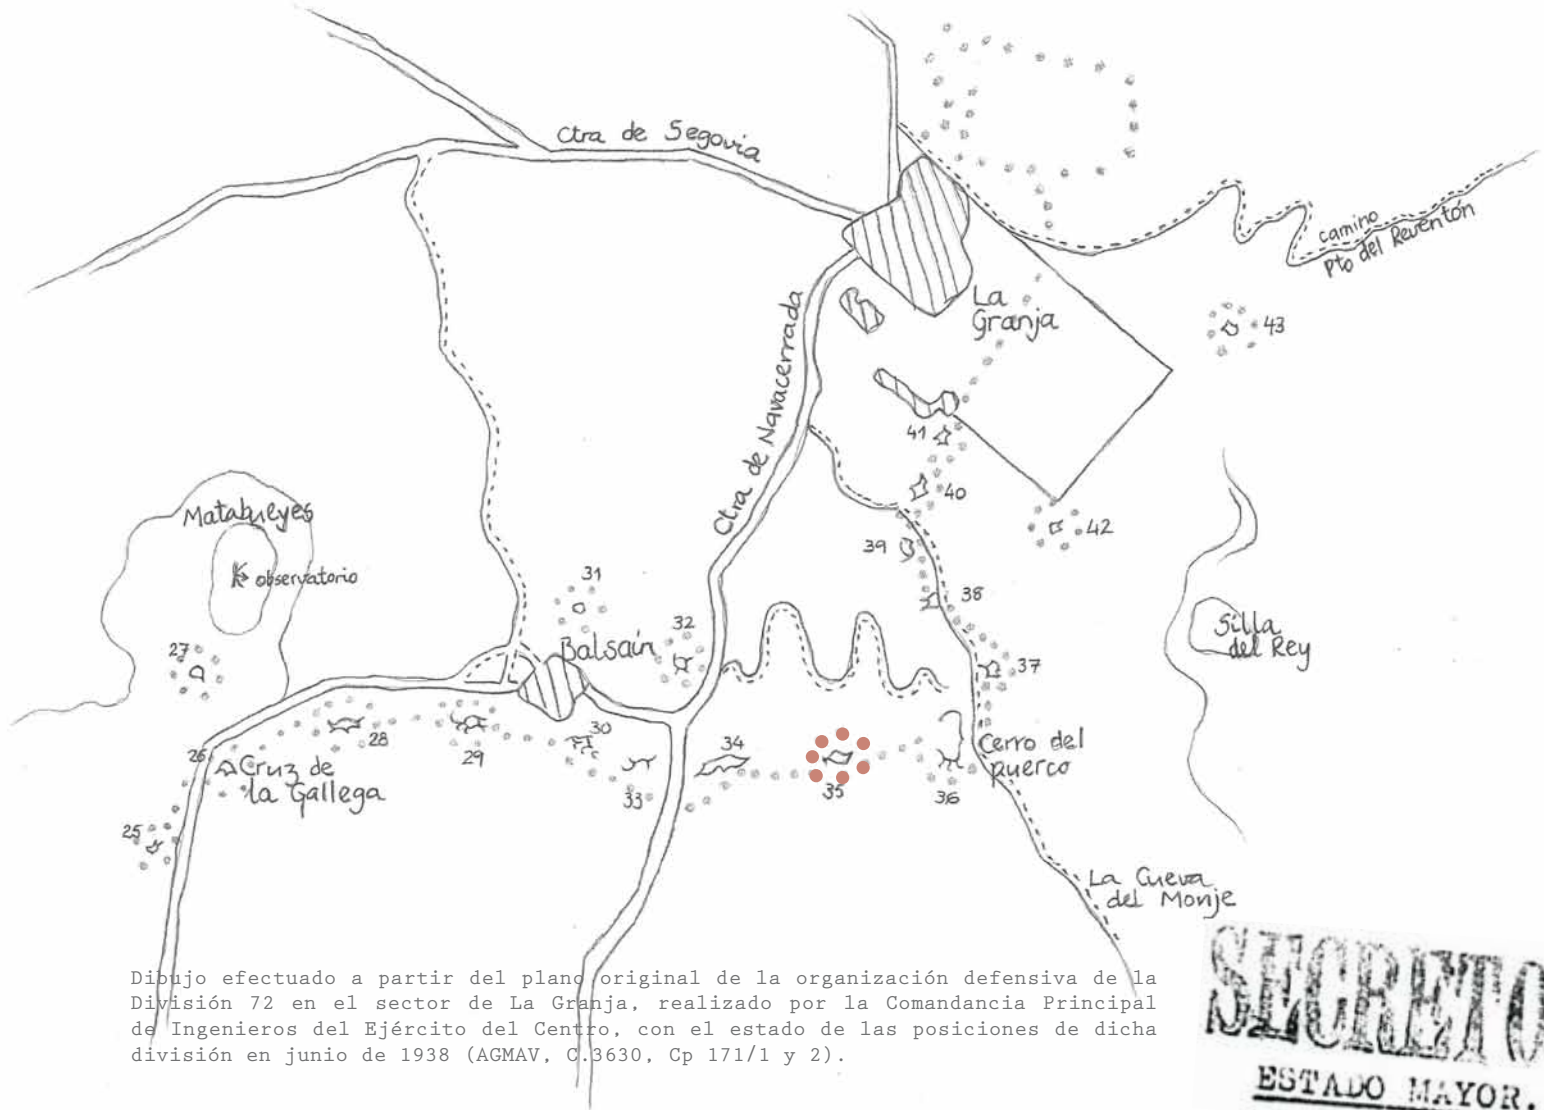 Ctra de Segovia
camino
Pto del Reventón
La
Granja
43
Ctra de Navacerrada
41
40
42
39
38
37
Matabueyes
observatorio
31
32
Balsaín
27
Silla
del Rey
28
29
30
34
35
36
33
26
Cruz de
la Gallega
25
Cerro del
puerco
La Cueva
del Monje
Dibujo efectuado a partir del plano original de la organización defensiva de la
División 72 en el sector de La Granja, realizado por la Comandancia Principal
de Ingenieros del Ejército del Centro, con el estado de las posiciones de dicha
división en junio de 1938 (AGMAV, C.3630, Cp 171/1 y 2).
SECRETO
ESTADO MAYOR.